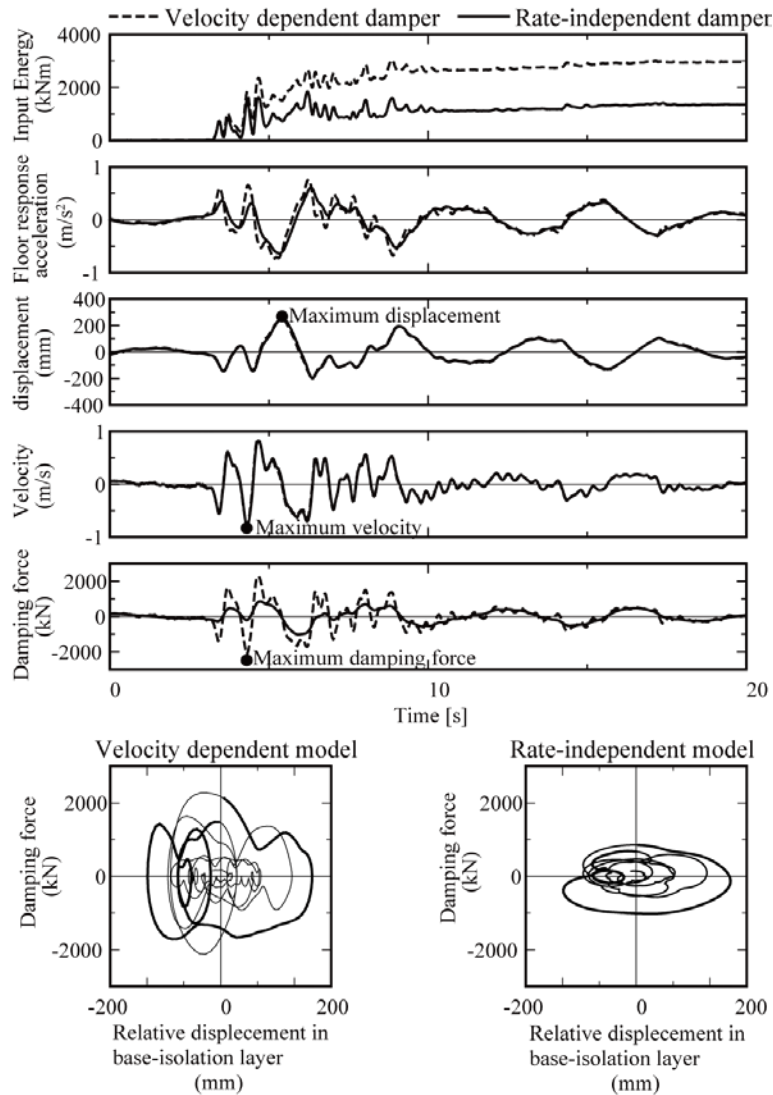 Velocity dependent damper Rate-independent damper
Input Energy
(kNm)
4000
2000
0
Floor response
acceleration
(m/s²)
1
0
-1
displacement
(mm)
400
200
0
-200
-400
Maximum displacement
Velocity
(m/s)
1
0
-1
Maximum velocity
Damping force
(kN)
2000
0
-2000
Maximum damping force
0 10 20
Time [s]
Velocity dependent model
Damping force
(kN)
2000
0
-2000
-200 0 200
Relative displecement in
base-isolation layer
(mm)
Rate-independent model
Damping force
(kN)
2000
0
-2000
-200 0 200
Relative displecement in
base-isolation layer
(mm)